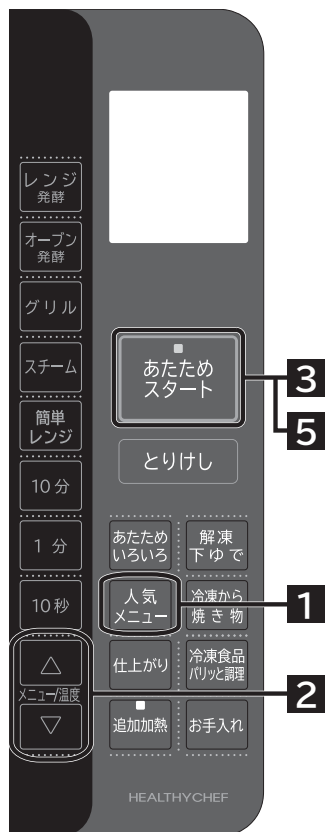 レンジ
発酵
オーブン
発酵
グリル
スチーム
簡単
レンジ
10分
1分
10秒
△
メニュー/温度
▽
あたため
スタート
とりけし
あたため
いろいろ
解凍
下ゆで
人気
メニュー
冷凍から
焼き物
仕上がり
冷凍食品
パリッと調理
追加加熱
お手入れ
HEALTHYCHEF
3
5
1
2